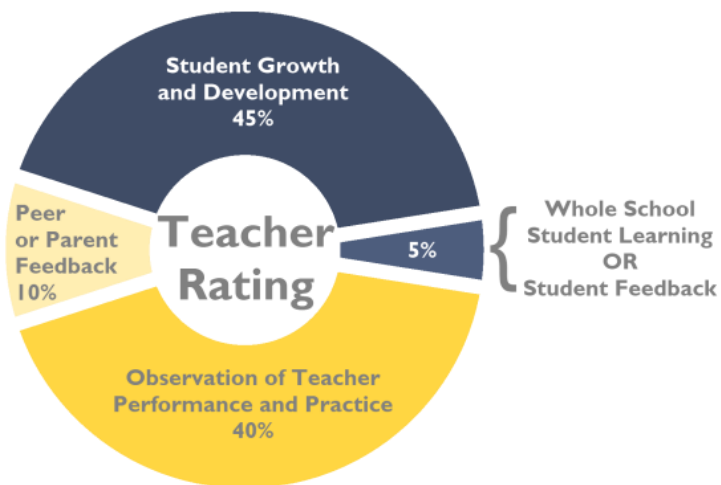 Student Growth
and Development
45%
Peer
or Parent
Feedback
10%
Teacher
Rating
5%
Whole School
Student Learning
OR
Student Feedback
Observation of Teacher
Performance and Practice
40%